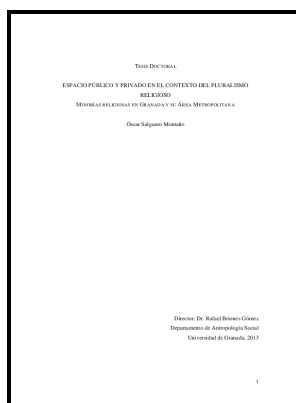 TESIS DOCTORAL
ESPACIO PÚBLICO Y PRIVADO EN EL CONTEXTO DEL PLURALISMO
RELIGIOSO
MINORÍAS RELIGIOSAS EN GRANADA Y SU ÁREA METROPOLITANA
Óscar Salguero Montaño
Director: Dr. Rafael Briones Gómez
Departamento de Antropología Social
Universidad de Granada, 2013
1